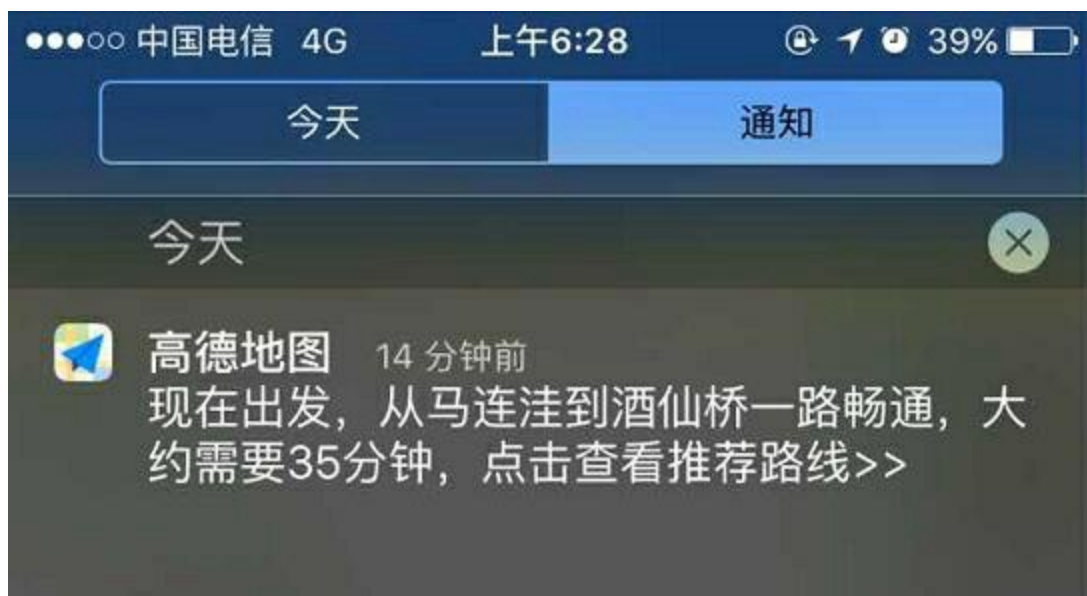 中国电信 4G 上午6:28 39%
今天 通知
今天
高德地图 14 分钟前
现在出发，从马连洼到酒仙桥一路畅通，大
约需要35分钟，点击查看推荐路线>>